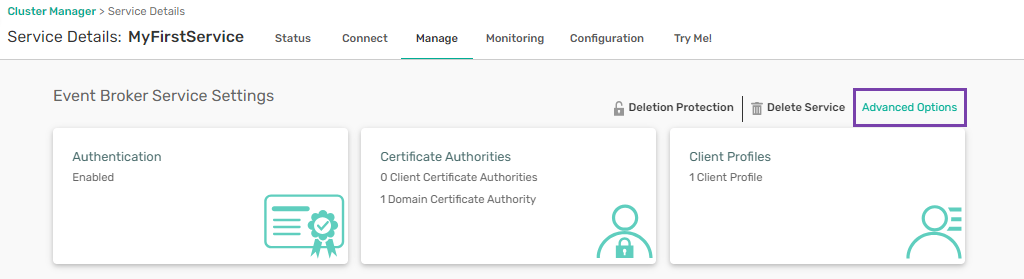 Cluster Manager > Service Details
Service Details: MyFirstService Status Connect Manage Monitoring Configuration Try Me!
Event Broker Service Settings
Deletion Protection Delete Service Advanced Options
Authentication
Enabled
Certificate Authorities
0 Client Certificate Authorities
1 Domain Certificate Authority
Client Profiles
1 Client Profile